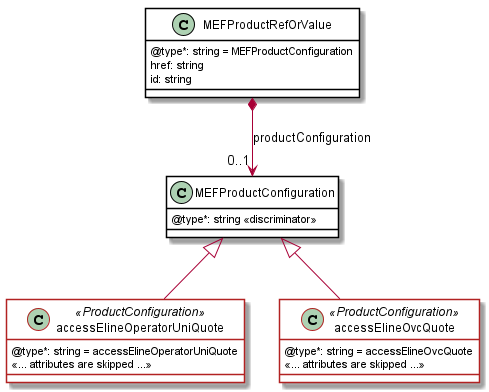 C MEFProductRefOrValue
@type*: string = MEFProductConfiguration
href: string
id: string
productConfiguration
0..1
C MEFProductConfiguration
@type*: string «discriminator»
«ProductConfiguration»
C accessElineOperatorUniQuote
@type*: string = accessElineOperatorUniQuote
«... attributes are skipped ...»
«ProductConfiguration»
C accessElineOvcQuote
@type*: string = accessElineOvcQuote
«... attributes are skipped ...»